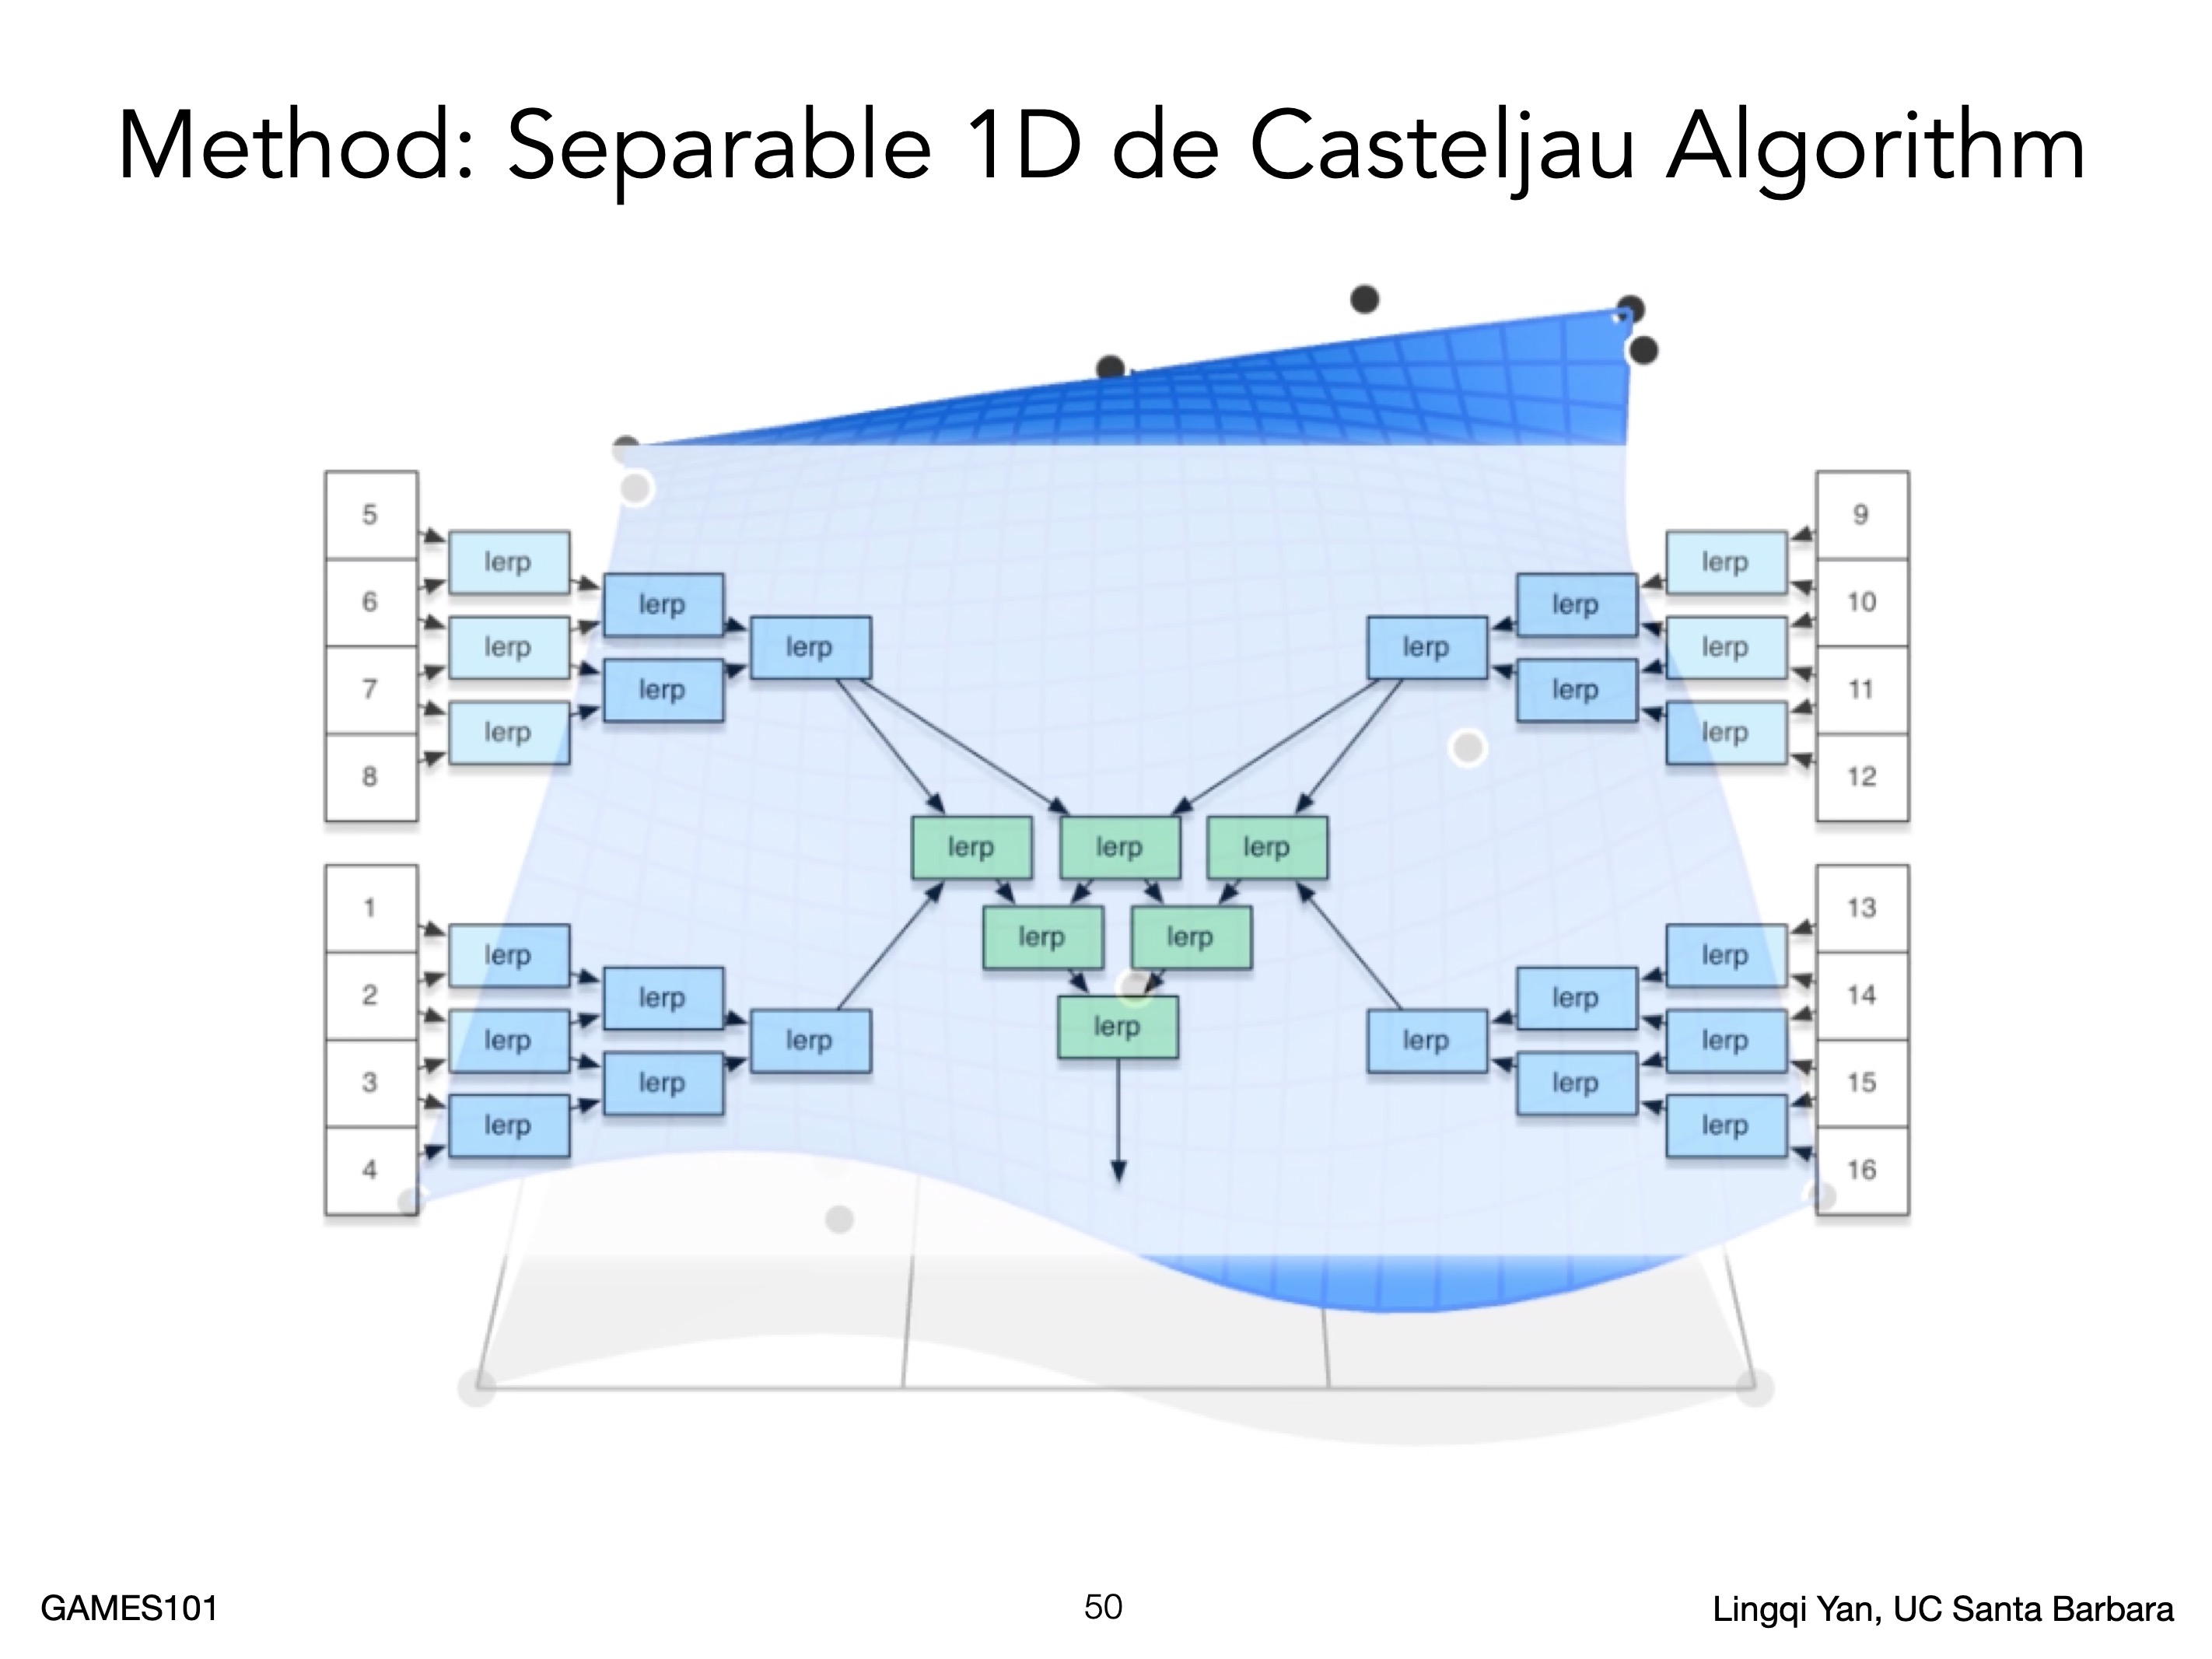 Method: Separable 1D de Casteljau Algorithm
5
6
7
8
lerp
lerp
lerp
lerp
lerp
lerp
9
10
11
12
lerp
lerp
lerp
lerp
lerp
lerp
1
2
3
4
lerp
lerp
lerp
lerp
lerp
lerp
13
14
15
16
lerp
lerp
lerp
lerp
lerp
lerp
lerp lerp lerp
lerp lerp
lerp
GAMES101
50
Lingqi Yan, UC Santa Barbara